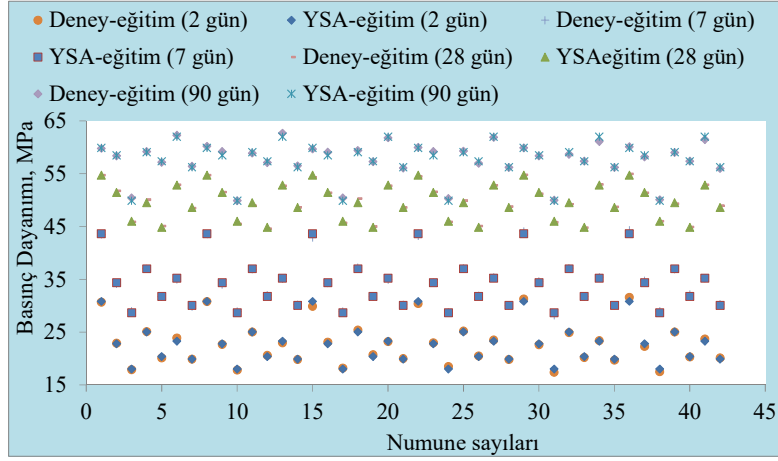 Deney-eğitim (2 gün) YSA-eğitim (2 gün) Deney-eğitim (7 gün)
YSA-eğitim (7 gün) Deney-eğitim (28 gün) YSAeğitim (28 gün)
Deney-eğitim (90 gün) YSA-eğitim (90 gün)
Basınç Dayanımı, MPa
65
55
45
35
25
15
0 5 10 15 20 25 30 35 40 45
Numune sayıları